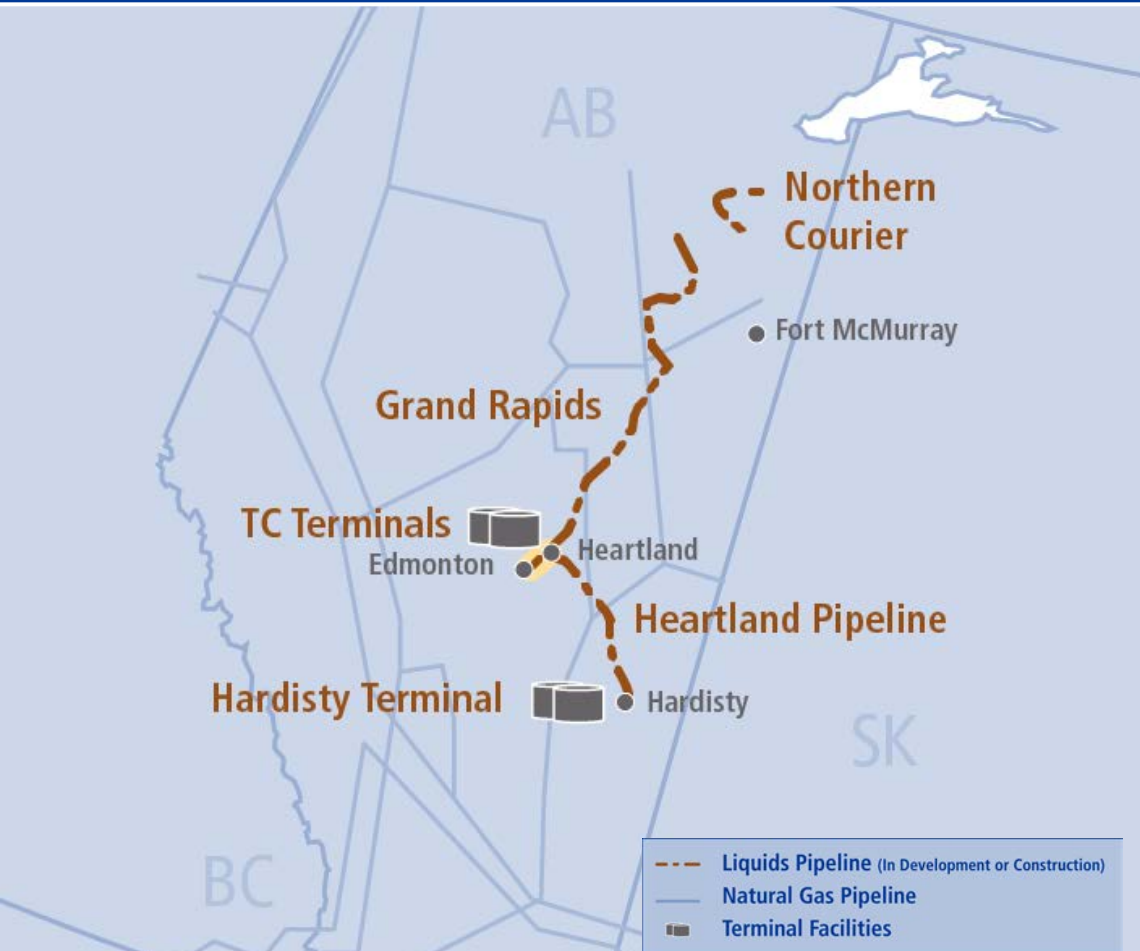 AB
Northern
Courier
Fort McMurray
Grand Rapids
TC Terminals
Heartland
Edmonton
Heartland Pipeline
Hardisty Terminal
Hardisty
SK
BC
Liquids Pipeline (In Development or Construction)
Natural Gas Pipeline
Terminal Facilities